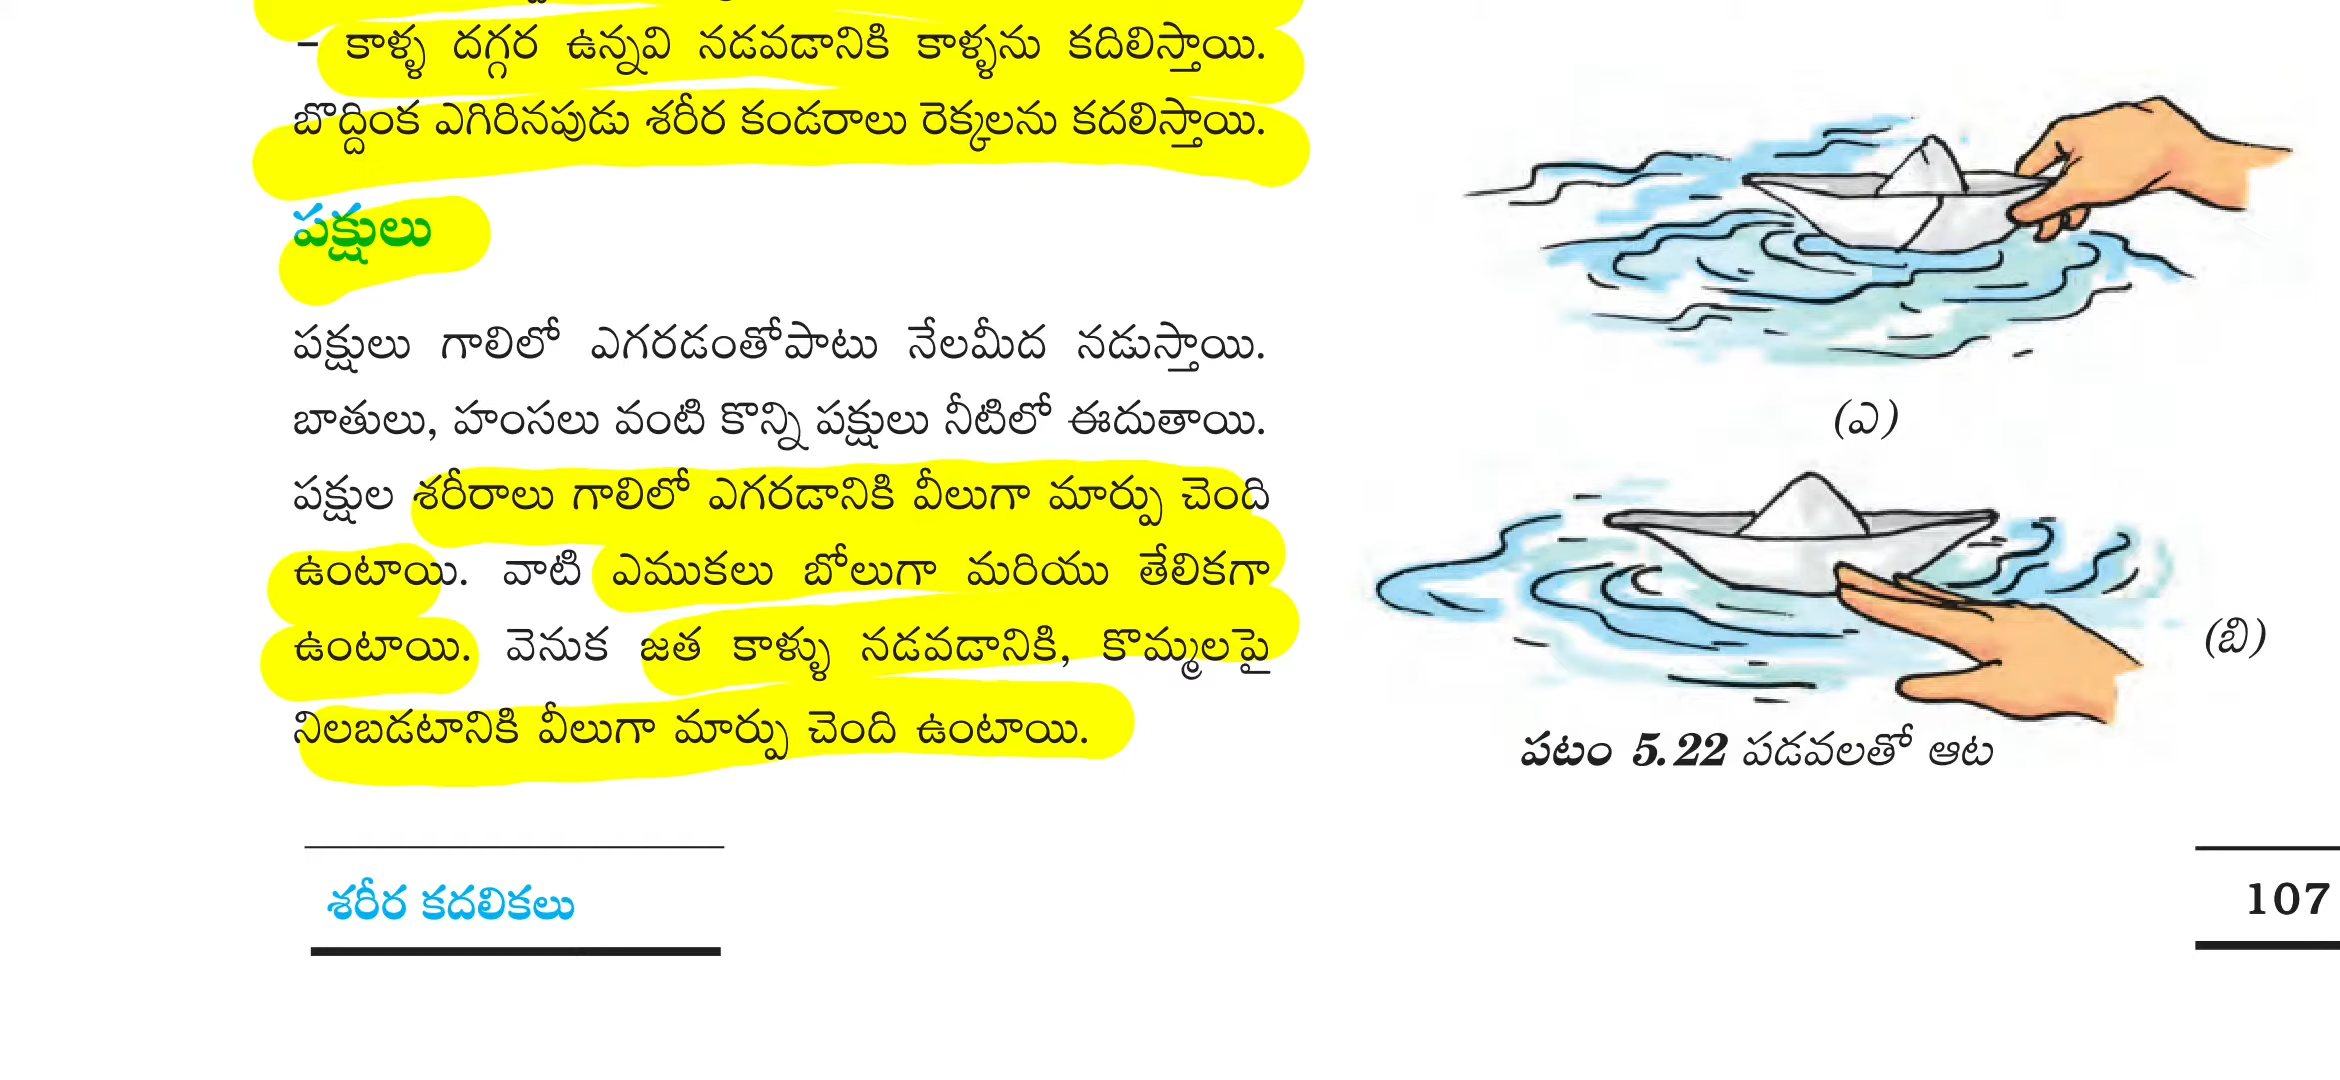 – కాళ్ళ దగ్గర ఉన్నవి నడవడానికి కాళ్ళను కదిలిస్తాయి.
బొద్దింక ఎగిరినపుడు శరీర కండరాలు రెక్కలను కదలిస్తాయి.
పక్షులు
పక్షులు గాలిలో ఎగరడంతోపాటు నేలమీద నడుస్తాయి.
బాతులు, హంసలు వంటి కొన్ని పక్షులు నీటిలో ఈదుతాయి.
పక్షుల శరీరాలు గాలిలో ఎగరడానికి వీలుగా మార్పు చెంది
ఉంటాయి. వాటి ఎముకలు బోలుగా మరియు తేలికగా
ఉంటాయి. వెనుక జత కాళ్ళు నడవడానికి, కొమ్మలపై
నిలబడటానికి వీలుగా మార్పు చెంది ఉంటాయి.
(ఎ)
(బి)
పటం 5.22 పడవలతో ఆట
శరీర కదలికలు
107